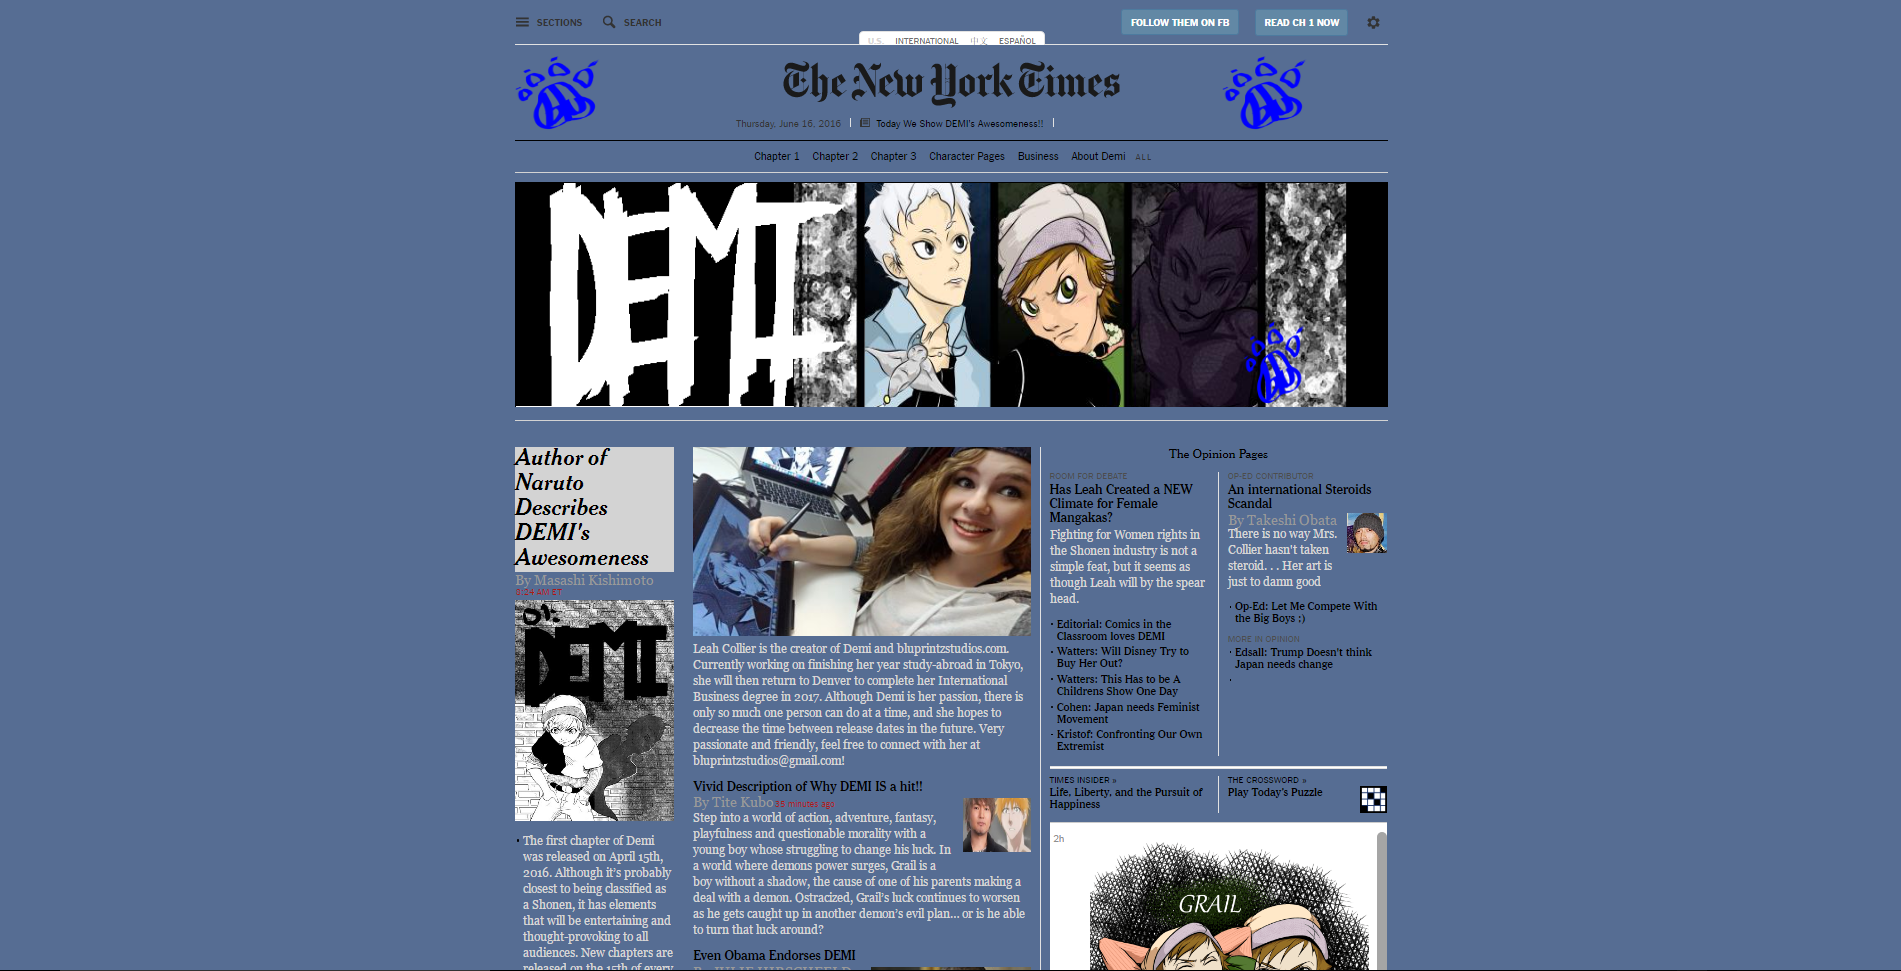 SECTIONS
SEARCH
FOLLOW THEM ON FB
READ CH 1 NOW
U.S. INTERNATIONAL 中文 ESPAÑOL
The New York Times
Thursday, June 16, 2016
Today We Show DEMI's Awesomeness!!
Chapter 1 Chapter 2 Chapter 3 Character Pages Business About Demi ALL
DEMI
Author of
Naruto
Describes
DEMI's
Awesomeness
By Masashi Kishimoto
DEMI
The first chapter of Demi
was released on April 15th,
2016. Although it's probably
closest to being classified as
a Shonen, it has elements
that will be entertaining and
thought-provoking to all
audiences. New chapters are
released on the 15th of every
Leah Collier is the creator of Demi and bluprintzstudios.com.
Currently working on finishing her year study-abroad in Tokyo,
she will then return to Denver to complete her International
Business degree in 2017. Although Demi is her passion, there is
only so much one person can do at a time, and she hopes to
decrease the time between release dates in the future. Very
passionate and friendly, feel free to connect with her at
bluprintzstudios@gmail.com!
Vivid Description of Why DEMI IS a hit!!
By Tite Kubo minutes ago
Step into a world of action, adventure, fantasy,
playfulness and questionable morality with a
young boy whose struggling to change his luck. In
a world where demons power surges, Grail is a
boy without a shadow, the cause of one of his parents making a
deal with a demon. Ostracized, Grail's luck continues to worsen
as he gets caught up in another demon's evil plan... or is he able
to turn that luck around?
Even Obama Endorses DEMI
The Opinion Pages
ROOM FOR DEBATE
Has Leah Created a NEW
Climate for Female
Mangakas?
Fighting for Women rights in
the Shonen industry is not a
simple feat, but it seems as
though Leah will by the spear
head.
Editorial: Comics in the
Classroom loves DEMI
Watters: Will Disney Try to
Buy Her Out?
Watters: This Has to be A
Childrens Show One Day
Cohen: Japan needs Feminist
Movement
Kristof: Confronting Our Own
Extremist
OP-ED CONTRIBUTOR
An international Steroids
Scandal
By Takeshi Obata
There is no way Mrs.
Collier hasn't taken
steroid. . . Her art is
just to damn good
Op-Ed: Let Me Compete With
the Big Boys ;)
MORE IN OPINION
Edsall: Trump Doesn't think
Japan needs change
TIMES INSIDER »
Life, Liberty, and the Pursuit of
Happiness
THE CROSSWORD »
Play Today's Puzzle
2h
GRAIL